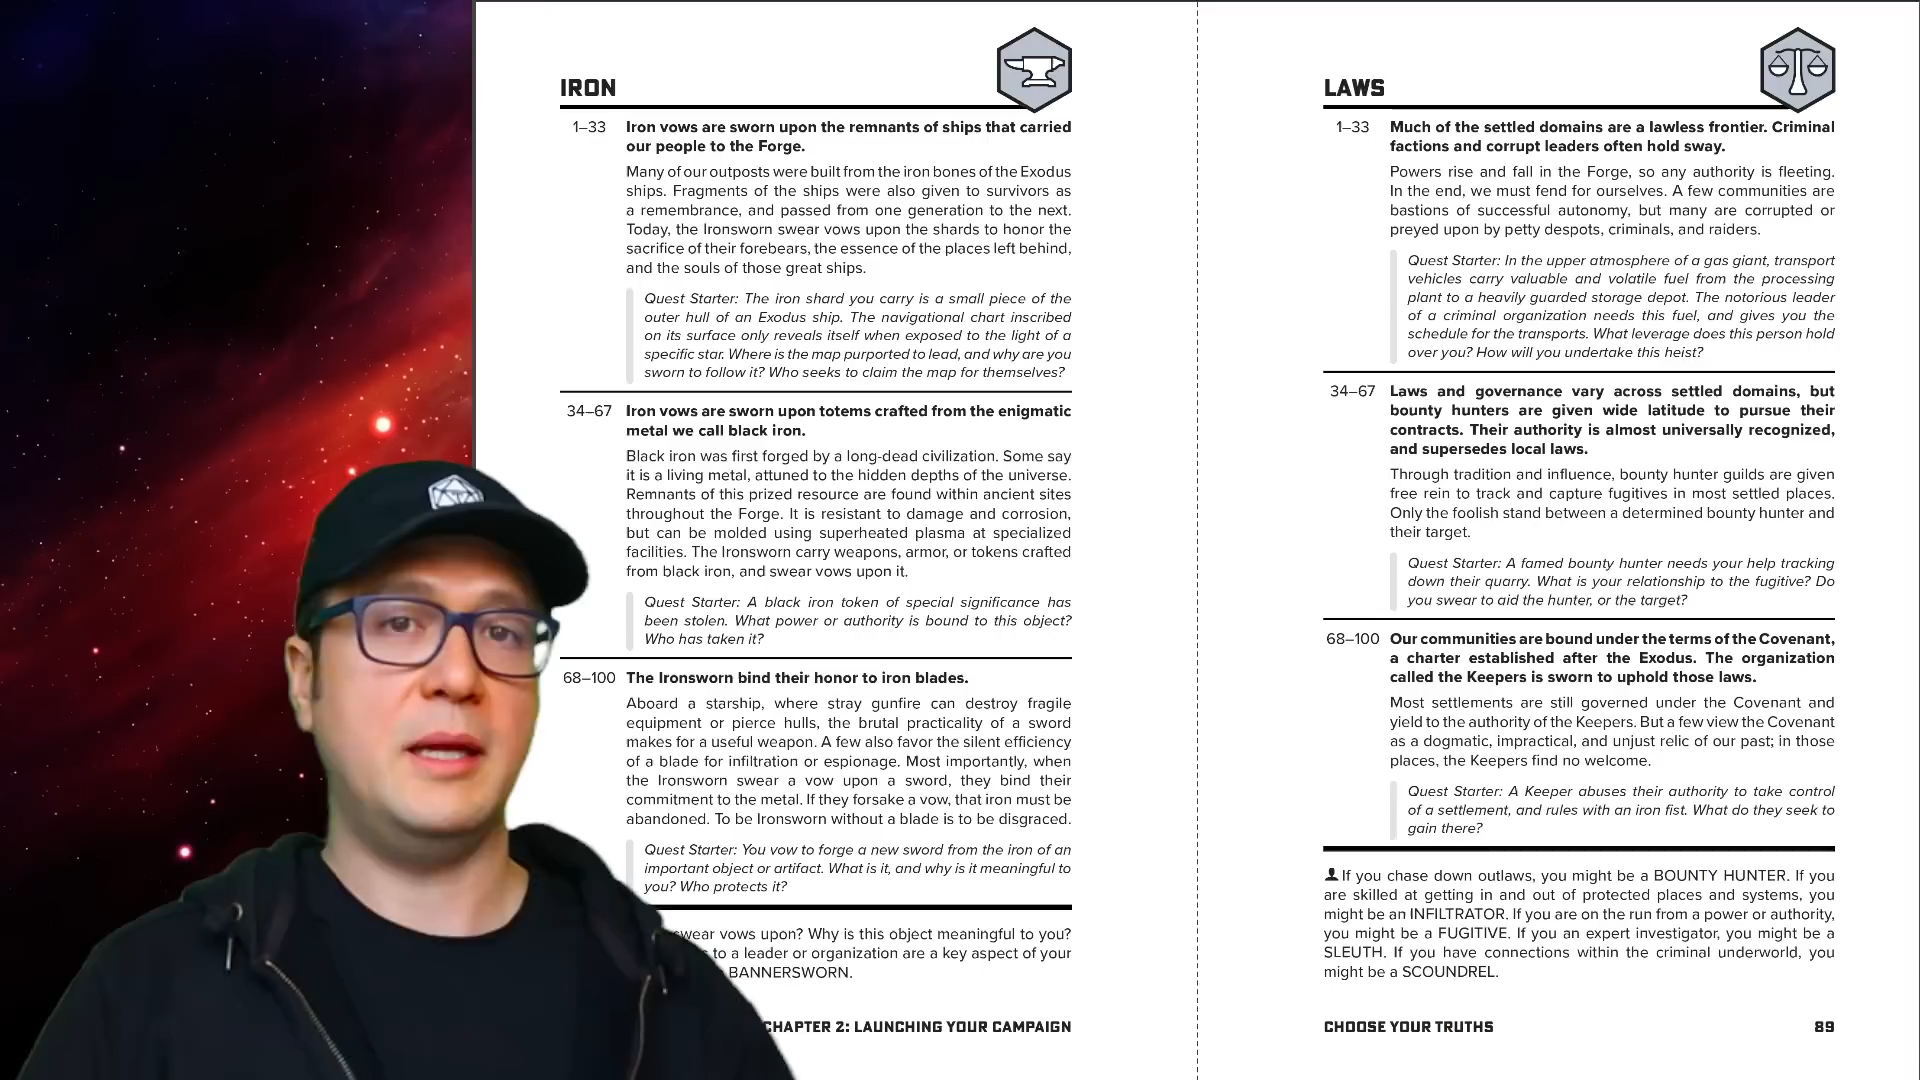 IRON
1–33 Iron vows are sworn upon the remnants of ships that carried
our people to the Forge.
Many of our outposts were built from the iron bones of the Exodus
ships. Fragments of the ships were also given to survivors as
a remembrance, and passed from one generation to the next.
Today, the Ironsworn swear vows upon the shards to honor the
sacrifice of their forebears, the essence of the places left behind,
and the souls of those great ships.
Quest Starter: The iron shard you carry is a small piece of the
outer hull of an Exodus ship. The navigational chart inscribed
on its surface only reveals itself when exposed to the light of a
specific star. Where is the map purported to lead, and why are you
sworn to follow it? Who seeks to claim the map for themselves?
34–67 Iron vows are sworn upon totems crafted from the enigmatic
metal we call black iron.
Black iron was first forged by a long-dead civilization. Some say
it is a living metal, attuned to the hidden depths of the universe.
Remnants of this prized resource are found within ancient sites
throughout the Forge. It is resistant to damage and corrosion,
but can be molded using superheated plasma at specialized
facilities. The Ironsworn carry weapons, armor, or tokens crafted
from black iron, and swear vows upon it.
Quest Starter: A black iron token of special significance has
been stolen. What power or authority is bound to this object?
Who has taken it?
68–100 The Ironsworn bind their honor to iron blades.
Aboard a starship, where stray gunfire can destroy fragile
equipment or pierce hulls, the brutal practicality of a sword
makes for a useful weapon. A few also favor the silent efficiency
of a blade for infiltration or espionage. Most importantly, when
the Ironsworn swear a vow upon a sword, they bind their
commitment to the metal. If they forsake a vow, that iron must be
abandoned. To be Ironsworn without a blade is to be disgraced.
Quest Starter: You vow to forge a new sword from the iron of an
important object or artifact. What is it, and why is it meaningful to
you? Who protects it?
swear vows upon? Why is this object meaningful to you?
to a leader or organization are a key aspect of your
BANNERSWORN.
CHAPTER 2: LAUNCHING YOUR CAMPAIGN
LAWS
1–33 Much of the settled domains are a lawless frontier. Criminal
factions and corrupt leaders often hold sway.
Powers rise and fall in the Forge, so any authority is fleeting.
In the end, we must fend for ourselves. A few communities are
bastions of successful autonomy, but many are corrupted or
preyed upon by petty despots, criminals, and raiders.
Quest Starter: In the upper atmosphere of a gas giant, transport
vehicles carry valuable and volatile fuel from the processing
plant to a heavily guarded storage depot. The notorious leader
of a criminal organization needs this fuel, and gives you the
schedule for the transports. What leverage does this person hold
over you? How will you undertake this heist?
34–67 Laws and governance vary across settled domains, but
bounty hunters are given wide latitude to pursue their
contracts. Their authority is almost universally recognized,
and supersedes local laws.
Through tradition and influence, bounty hunter guilds are given
free rein to track and capture fugitives in most settled places.
Only the foolish stand between a determined bounty hunter and
their target.
Quest Starter: A famed bounty hunter needs your help tracking
down their quarry. What is your relationship to the fugitive? Do
you swear to aid the hunter, or the target?
68–100 Our communities are bound under the terms of the Covenant,
a charter established after the Exodus. The organization
called the Keepers is sworn to uphold those laws.
Most settlements are still governed under the Covenant and
yield to the authority of the Keepers. But a few view the Covenant
as a dogmatic, impractical, and unjust relic of our past; in those
places, the Keepers find no welcome.
Quest Starter: A Keeper abuses their authority to take control
of a settlement, and rules with an iron fist. What do they seek to
gain there?
If you chase down outlaws, you might be a BOUNTY HUNTER. If you
are skilled at getting in and out of protected places and systems, you
might be an INFILTRATOR. If you are on the run from a power or authority,
you might be a FUGITIVE. If you an expert investigator, you might be a
SLEUTH. If you have connections within the criminal underworld, you
might be a SCOUNDREL.
CHOOSE YOUR TRUTHS 89